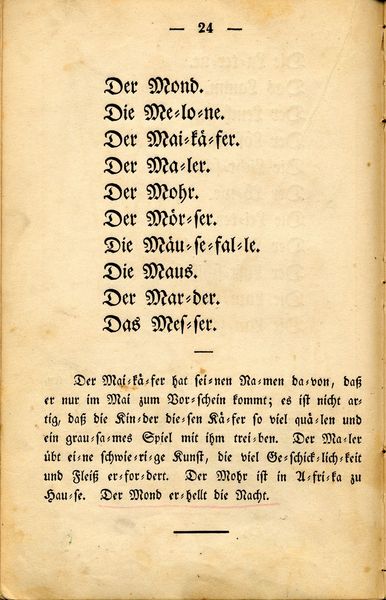 — 24 —
Der Mond.
Die Me⸗lo⸗ne.
Der Mai⸗kä⸗fer.
Der Ma⸗ler.
Der Mohr.
Der Mör⸗ser.
Die Mäu⸗se⸗fal⸗le.
Die Maus.
Der Mar⸗der.
Das Mes⸗ser.
—
Der Mai⸗kä⸗fer hat sei⸗nen Na⸗men da⸗von, daß
er nur im Mai zum Vor⸗schein kommt; es ist nicht ar⸗
tig, daß die Kin⸗der die⸗sen Kä⸗fer so viel quä⸗len und
ein grau⸗sa⸗mes Spiel mit ihm trei⸗ben. Der Ma⸗ler
übt ei⸗ne schwie⸗ri⸗ge Kunst, die viel Ge⸗schick⸗lich⸗keit
und Fleiß er⸗for⸗dert. Der Mohr ist in A⸗fri⸗ka zu
Hau⸗se. Der Mond er⸗hellt die Nacht.